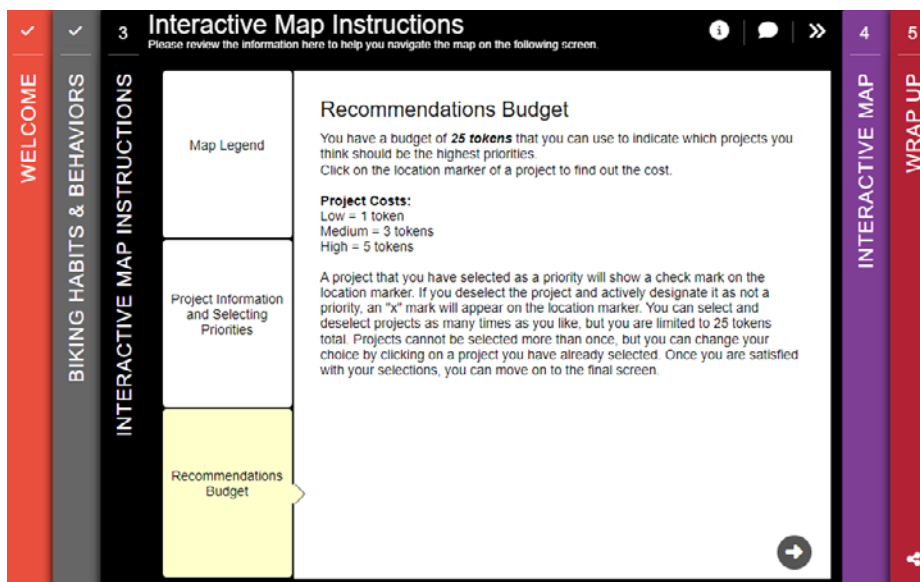 WELCOME
BIKING HABITS & BEHAVIORS
3
INTERACTIVE MAP INSTRUCTIONS
Interactive Map Instructions
Please review the information here to help you navigate the map on the following screen.
Map Legend
Project Information
and Selecting
Priorities
Recommendations
Budget
Recommendations Budget
You have a budget of 25 tokens that you can use to indicate which projects you
think should be the highest priorities.
Click on the location marker of a project to find out the cost.
Project Costs:
Low = 1 token
Medium = 3 tokens
High = 5 tokens
A project that you have selected as a priority will show a check mark on the
location marker. If you deselect the project and actively designate it as not a
priority, an "x" mark will appear on the location marker. You can select and
deselect projects as many times as you like, but you are limited to 25 tokens
total. Projects cannot be selected more than once, but you can change your
choice by clicking on a project you have already selected. Once you are satisfied
with your selections, you can move on to the final screen.
4
INTERACTIVE MAP
5
WRAP UP